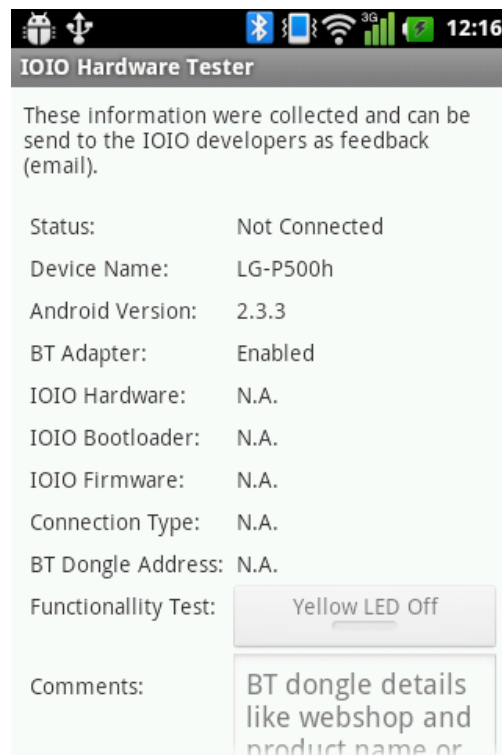 3G 12:16
IOIO Hardware Tester
These information were collected and can be
send to the IOIO developers as feedback
(email).
Status: Not Connected
Device Name: LG-P500h
Android Version: 2.3.3
BT Adapter: Enabled
IOIO Hardware: N.A.
IOIO Bootloader: N.A.
IOIO Firmware: N.A.
Connection Type: N.A.
BT Dongle Address: N.A.
Functionallity Test: Yellow LED Off
Comments: BT dongle details
like webshop and
product name or